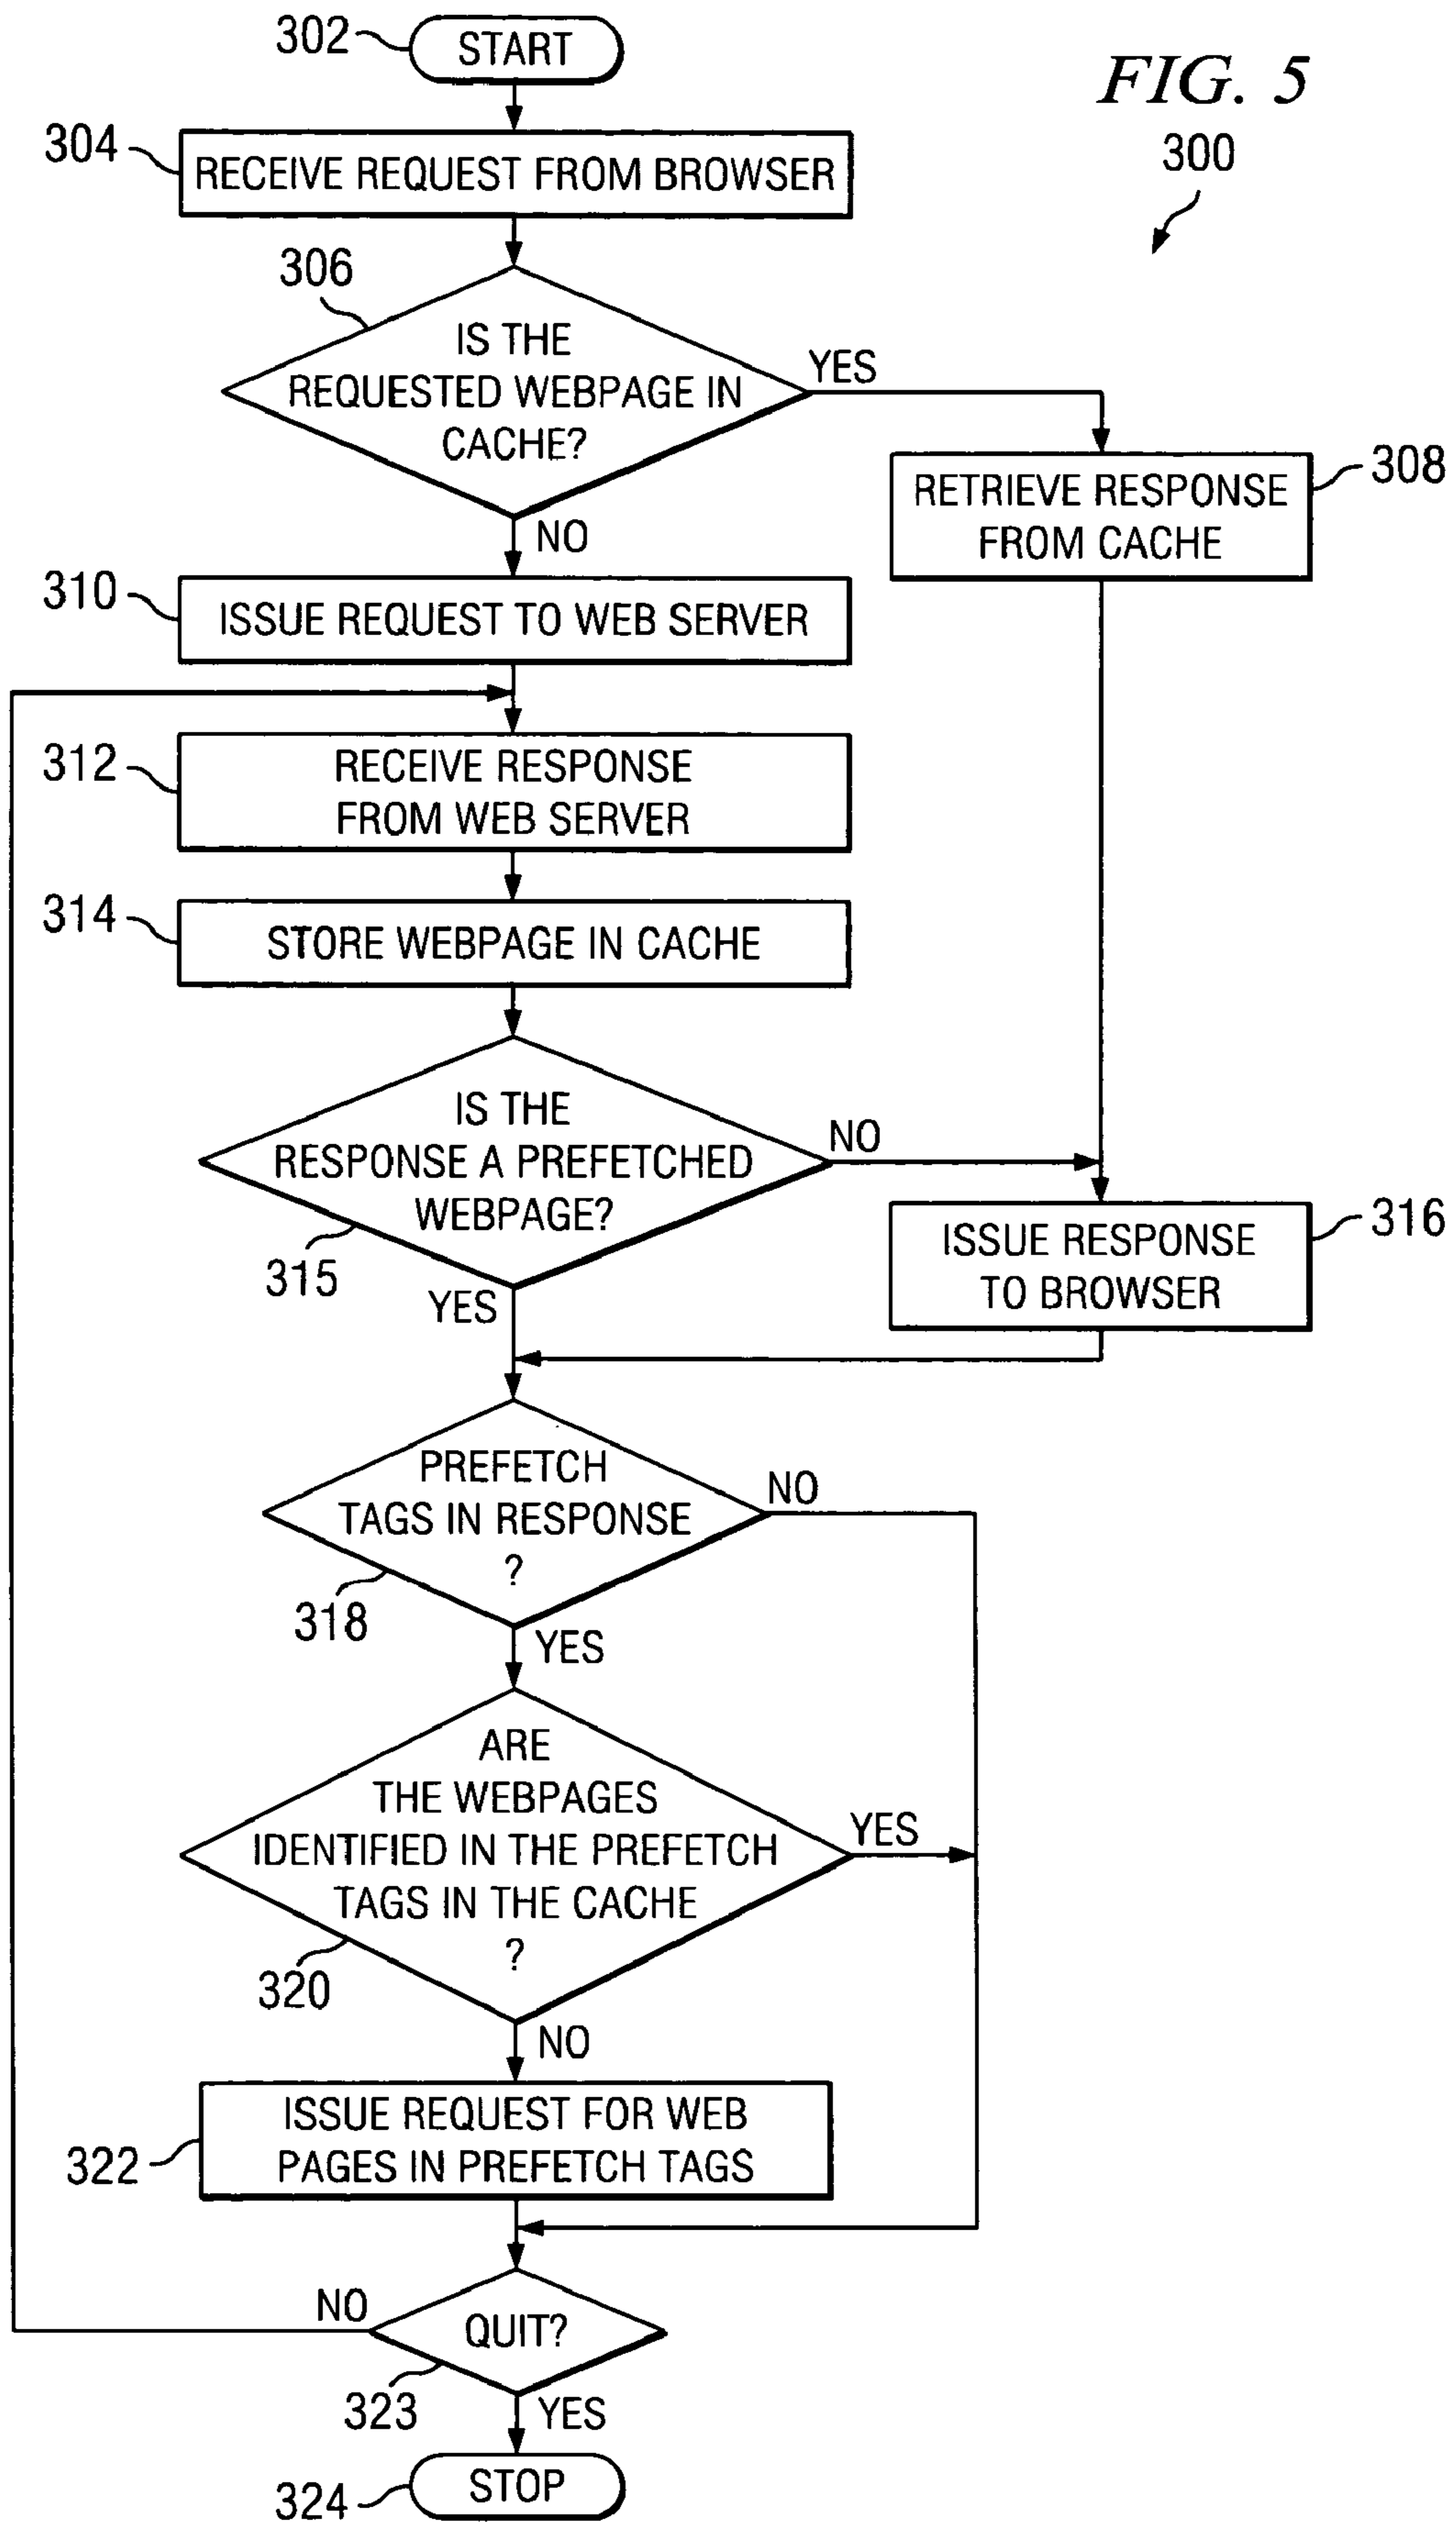 302
START
FIG. 5
300
304
RECEIVE REQUEST FROM BROWSER
306
IS THE
REQUESTED WEBPAGE IN
CACHE?
YES
308
RETRIEVE RESPONSE
FROM CACHE
NO
310
ISSUE REQUEST TO WEB SERVER
312
RECEIVE RESPONSE
FROM WEB SERVER
314
STORE WEBPAGE IN CACHE
IS THE
RESPONSE A PREFETCHED
WEBPAGE?
NO
315
YES
316
ISSUE RESPONSE
TO BROWSER
PREFETCH
TAGS IN RESPONSE
?
NO
318
YES
ARE
THE WEBPAGES
IDENTIFIED IN THE PREFETCH
TAGS IN THE CACHE
?
YES
320
NO
ISSUE REQUEST FOR WEB
PAGES IN PREFETCH TAGS
322
NO
QUIT?
323
YES
324
STOP